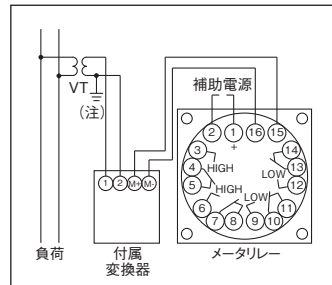 VT
(注)
補助電源
2 1 16 15
+
3 14
4 HIGH 13
5 LOW 12
HIGH LOW
6 11
7 8 9 10
1 2 M+ M-
負荷
付属
変換器
メータリレー